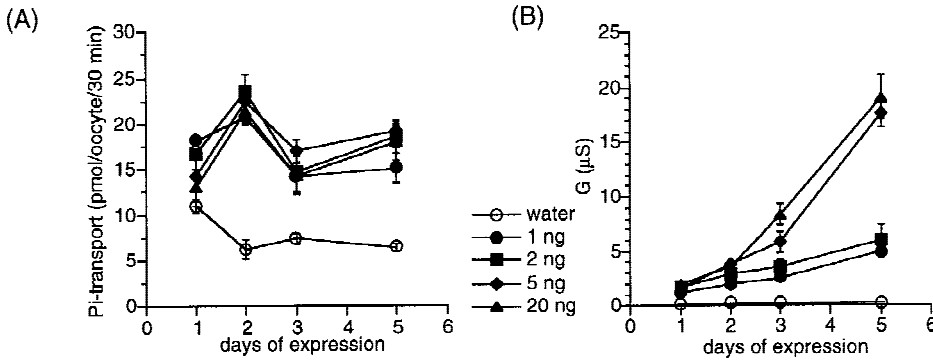 (A)
(B)
Pi-transport (pmol/oocyte/30 min)
30
25
20
15
10
5
0
0 1 2 3 4 5 6
days of expression
water
1 ng
2 ng
5 ng
20 ng
G (µS)
25
20
15
10
5
0
0 1 2 3 4 5 6
days of expression